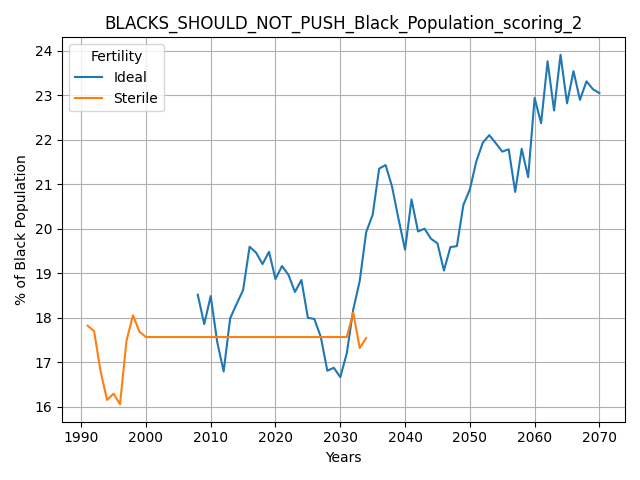 BLACKS_SHOULD_NOT_PUSH_Black_Population_scoring_2
Fertility
Ideal
Sterile
% of Black Population
24
23
22
21
20
19
18
17
16
1990 2000 2010 2020 2030 2040 2050 2060 2070
Years